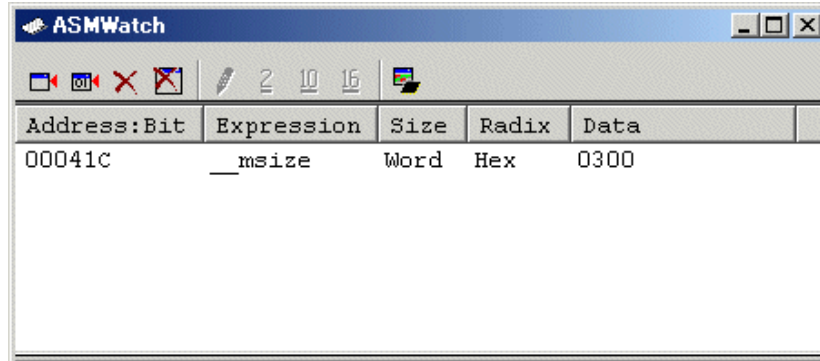 ASMWatch
2 10 16
Address:Bit Expression Size Radix Data
00041C __msize Word Hex 0300